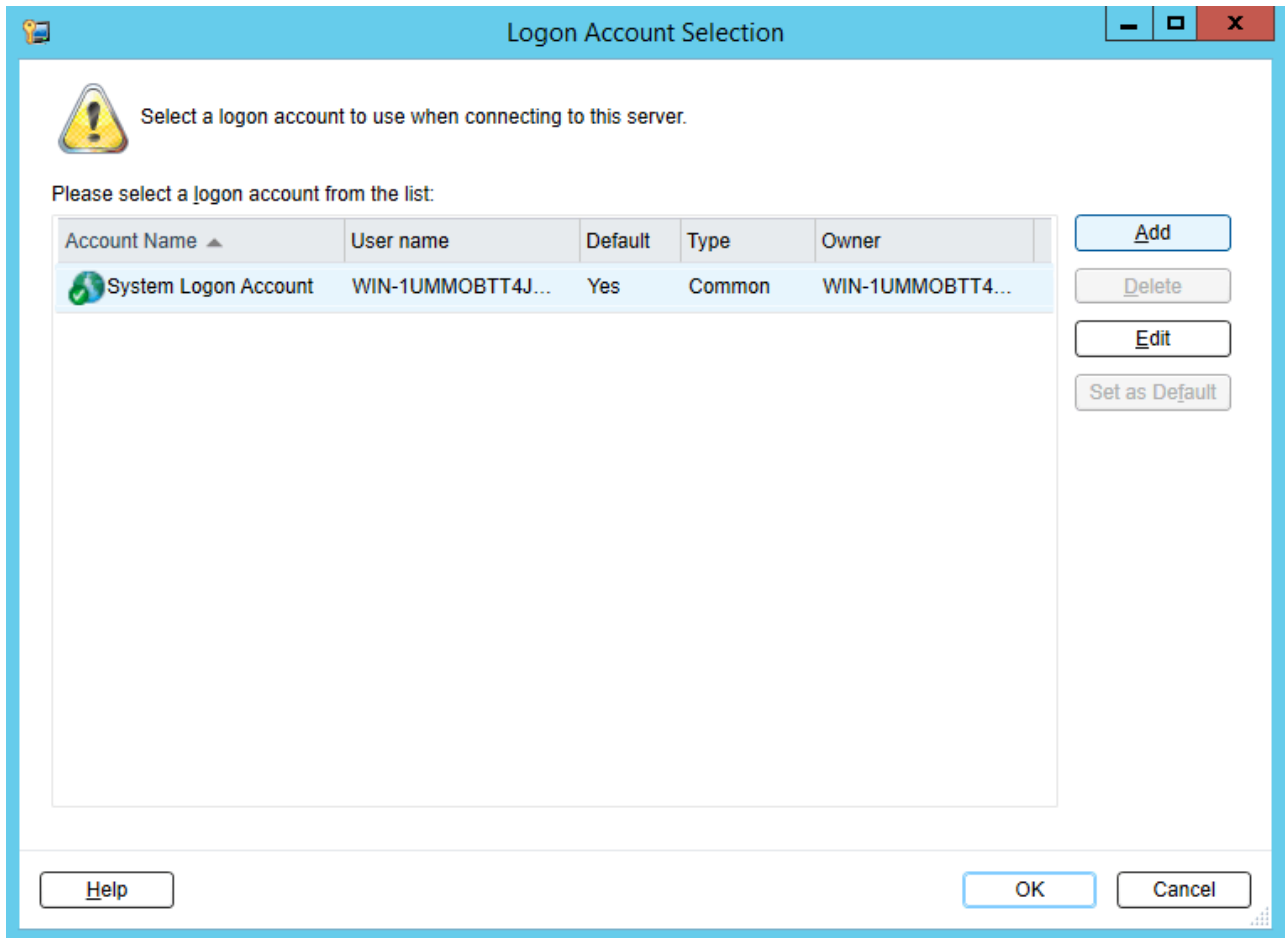 Logon Account Selection
Select a logon account to use when connecting to this server.
Please select a logon account from the list:
Account Name User name Default Type Owner
System Logon Account WIN-1UMMOBTT4J... Yes Common WIN-1UMMOBTT4...
Add
Delete
Edit
Set as Default
Help OK Cancel